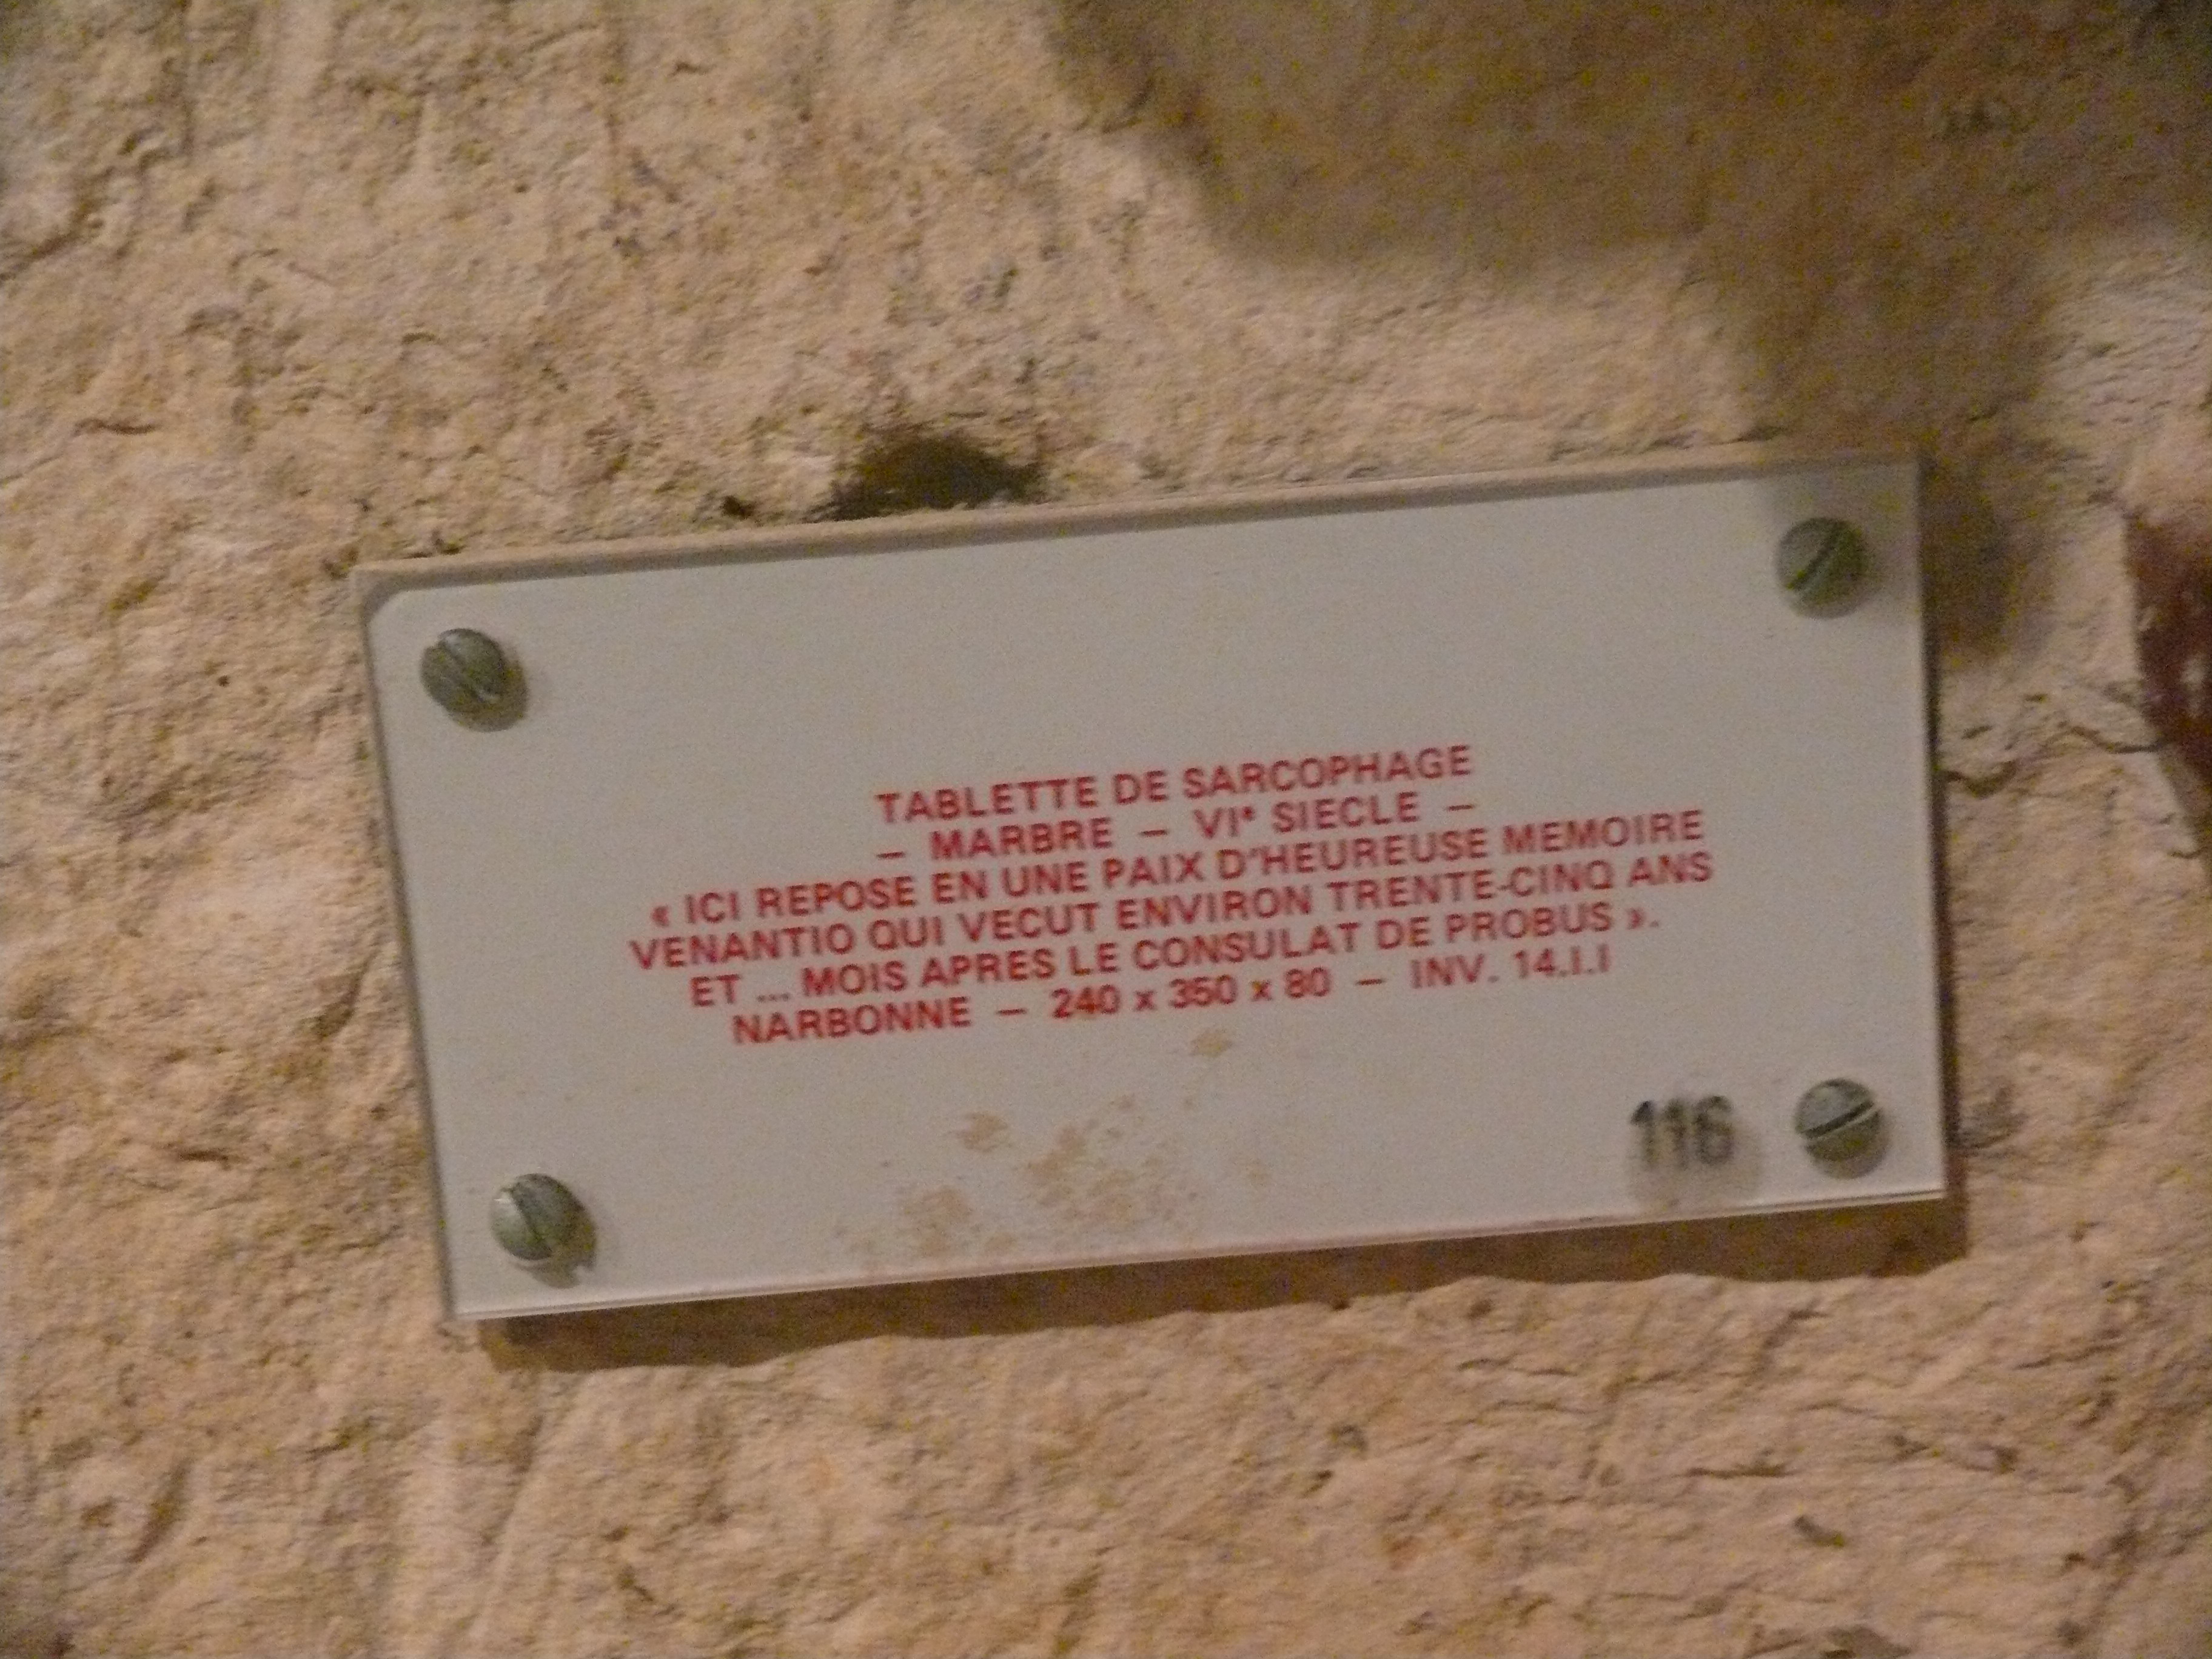 TABLETTE DE SARCOPHAGE
– MARBRE – VIᵉ SIECLE –
« ICI REPOSE EN UNE PAIX D'HEUREUSE MEMOIRE
VENANTIO QUI VECUT ENVIRON TRENTE-CINQ ANS
ET ... MOIS APRES LE CONSULAT DE PROBUS ».
NARBONNE – 240 x 350 x 80 – INV. 14.I.I
116